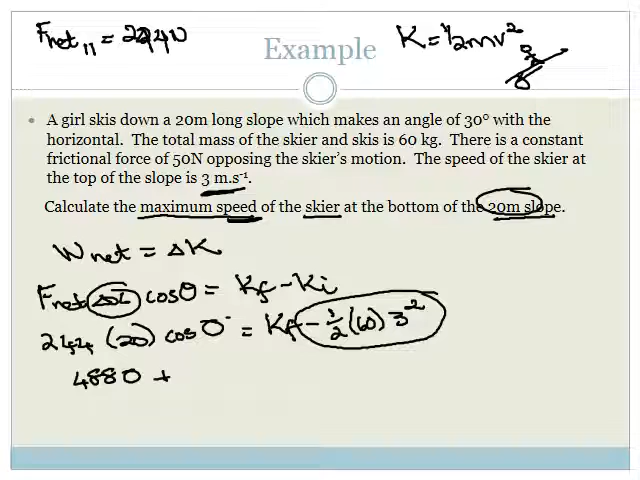 Fnet || = 244N
K = ½mv²
Example
A girl skis down a 20m long slope which makes an angle of 30° with the
horizontal. The total mass of the skier and skis is 60 kg. There is a constant
frictional force of 50N opposing the skier's motion. The speed of the skier at
the top of the slope is 3 m.s⁻¹.
Calculate the maximum speed of the skier at the bottom of the 20m slope.
Wnet = ΔK
Fnet Δx cosθ = Kf - Ki
244 (20) cos 0° = Kf - ½(60)3²
4880 +